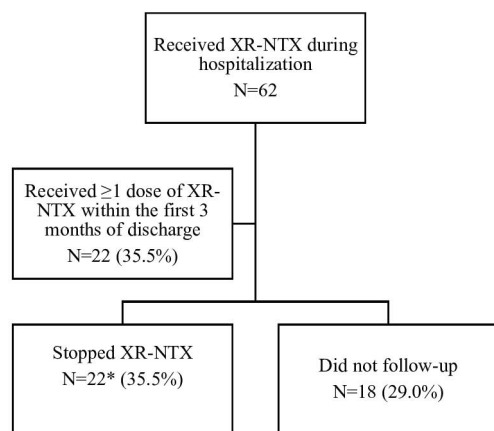 Received XR-NTX during
hospitalization
N=62
Received ≥1 dose of XR-
NTX within the first 3
months of discharge
N=22 (35.5%)
Stopped XR-NTX
N=22* (35.5%)
Did not follow-up
N=18 (29.0%)